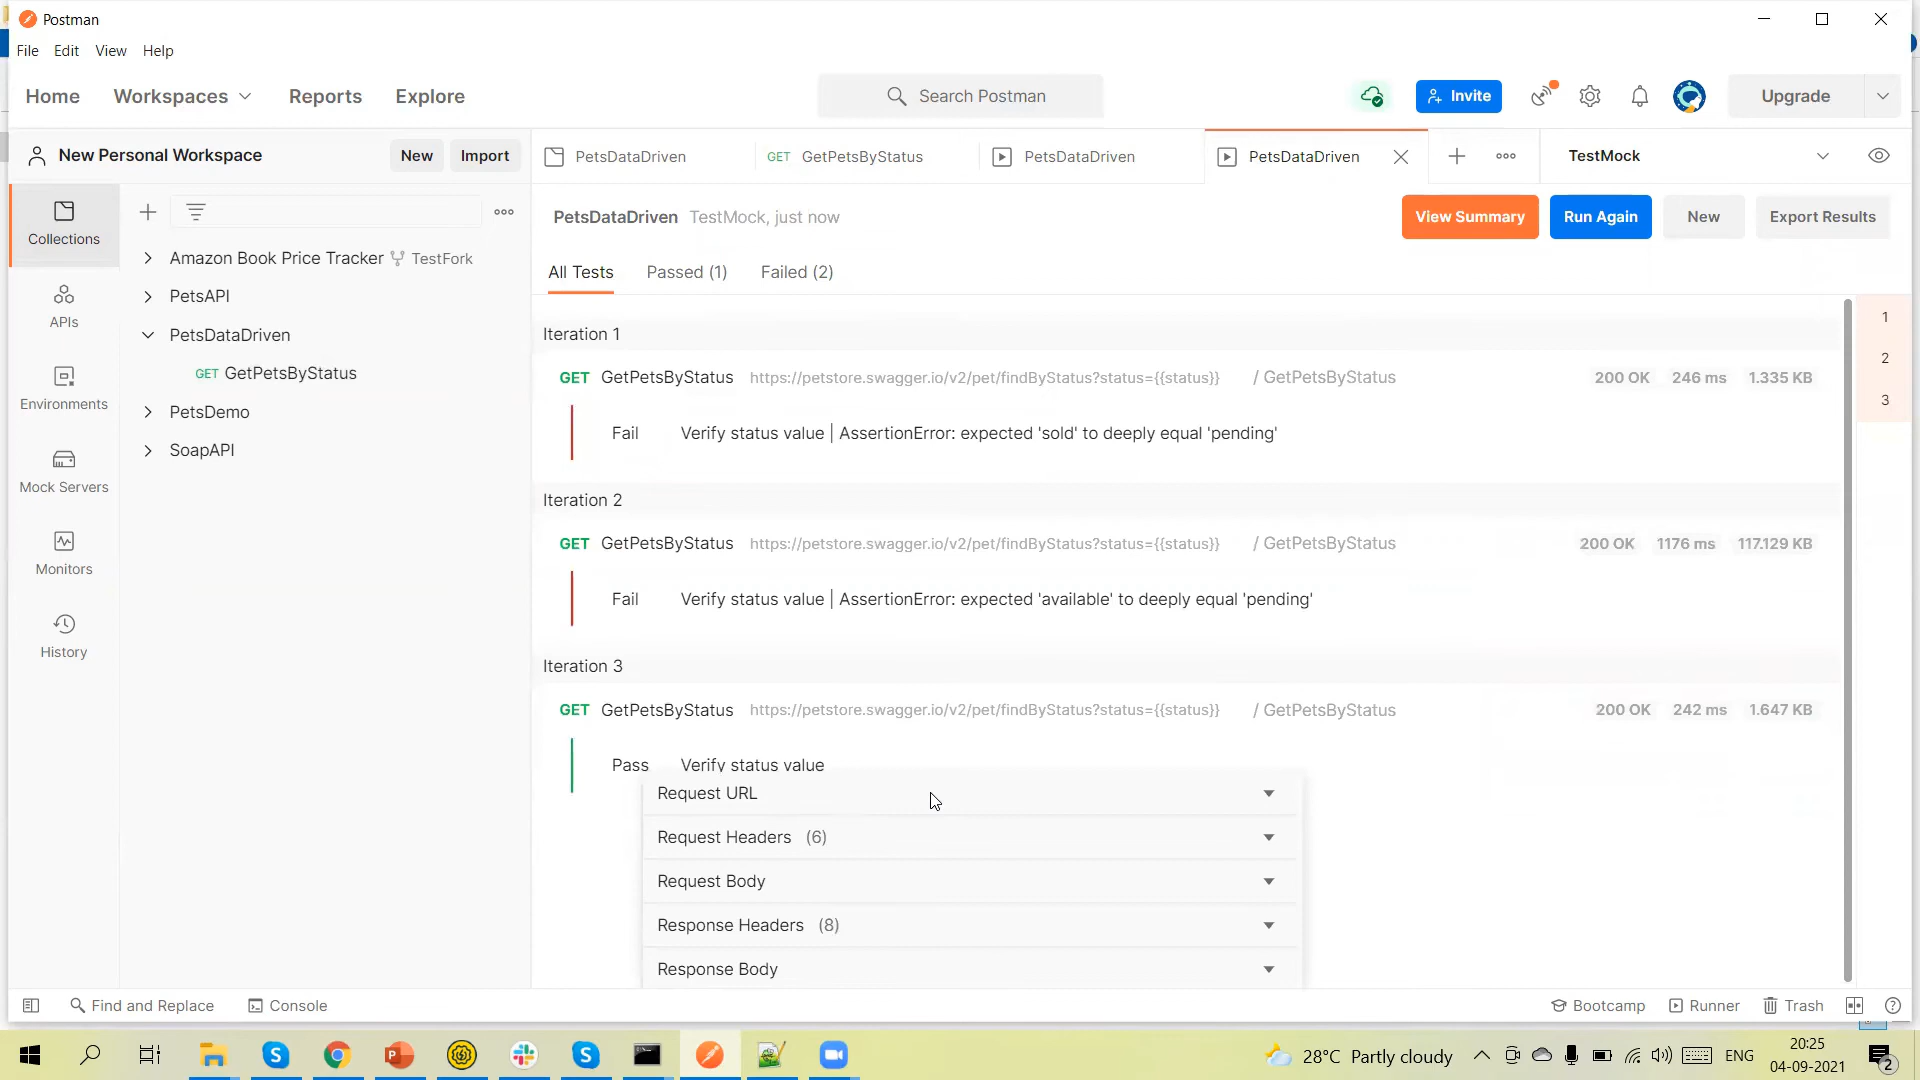 Postman
File Edit View Help
Home Workspaces Reports Explore Search Postman Invite Upgrade
New Personal Workspace New Import PetsDataDriven GET GetPetsByStatus PetsDataDriven PetsDataDriven TestMock
Collections
APIs
Environments
Mock Servers
Monitors
History
Amazon Book Price Tracker TestFork
PetsAPI
PetsDataDriven
GET GetPetsByStatus
PetsDemo
SoapAPI
PetsDataDriven TestMock, just now View Summary Run Again New Export Results
All Tests Passed (1) Failed (2)
Iteration 1
GET GetPetsByStatus https://petstore.swagger.io/v2/pet/findByStatus?status={{status}} / GetPetsByStatus 200 OK 246 ms 1.335 KB
Fail Verify status value | AssertionError: expected 'sold' to deeply equal 'pending'
Iteration 2
GET GetPetsByStatus https://petstore.swagger.io/v2/pet/findByStatus?status={{status}} / GetPetsByStatus 200 OK 1176 ms 117.129 KB
Fail Verify status value | AssertionError: expected 'available' to deeply equal 'pending'
Iteration 3
GET GetPetsByStatus https://petstore.swagger.io/v2/pet/findByStatus?status={{status}} / GetPetsByStatus 200 OK 242 ms 1.647 KB
Pass Verify status value
Request URL
Request Headers (6)
Request Body
Response Headers (8)
Response Body
1
2
3
Find and Replace Console Bootcamp Runner Trash
28°C Partly cloudy ENG 20:25
04-09-2021 2